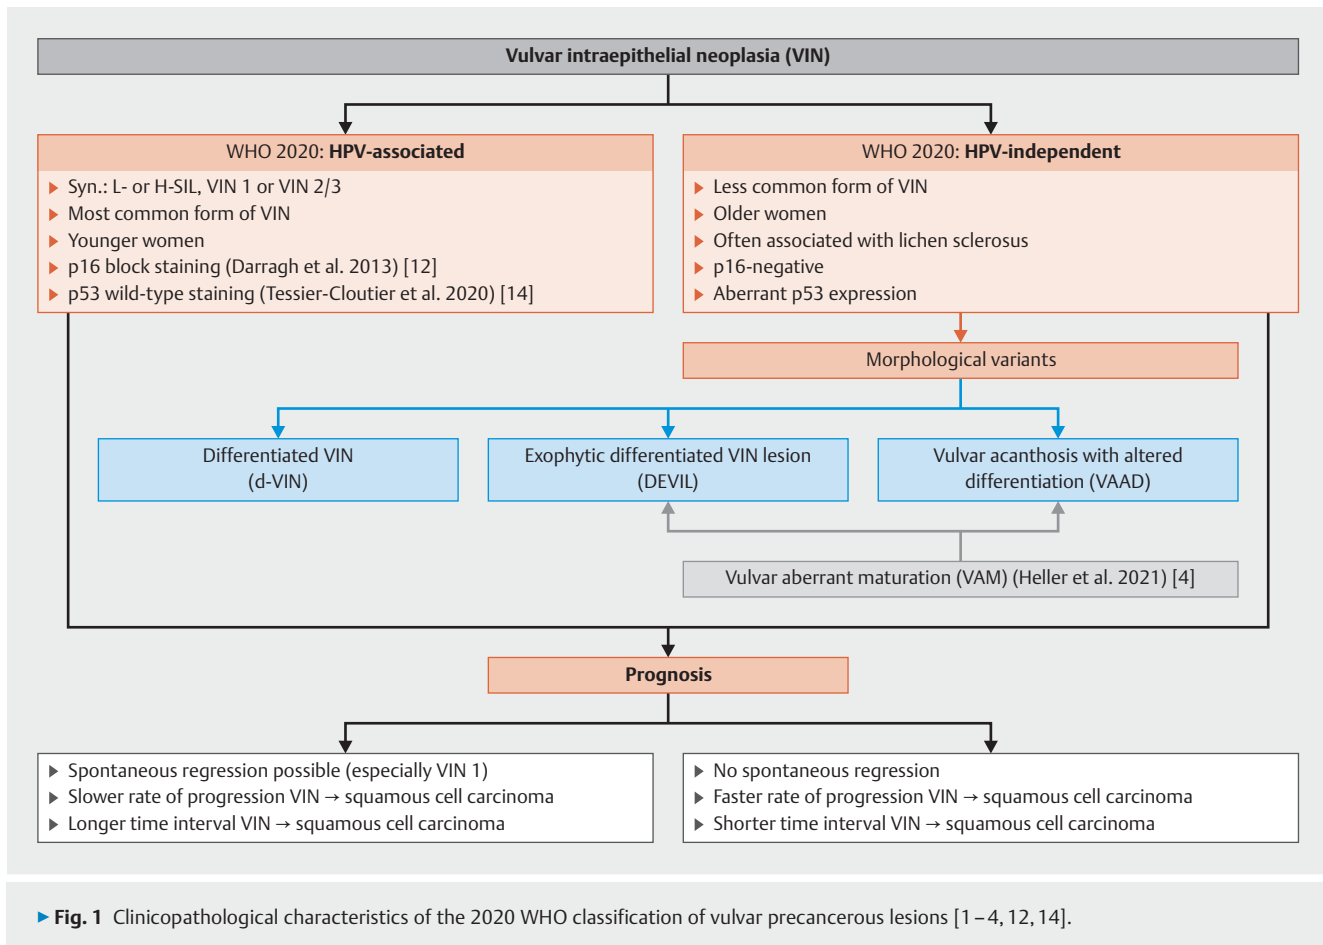 Vulvar intraepithelial neoplasia (VIN)
WHO 2020: HPV-associated
▶ Syn.: L- or H-SIL, VIN 1 or VIN 2/3
▶ Most common form of VIN
▶ Younger women
▶ p16 block staining (Darragh et al. 2013) [12]
▶ p53 wild-type staining (Tessier-Cloutier et al. 2020) [14]
WHO 2020: HPV-independent
▶ Less common form of VIN
▶ Older women
▶ Often associated with lichen sclerosus
▶ p16-negative
▶ Aberrant p53 expression
Morphological variants
Differentiated VIN
(d-VIN)
Exophytic differentiated VIN lesion
(DEVIL)
Vulvar acanthosis with altered
differentiation (VAAD)
Vulvar aberrant maturation (VAM) (Heller et al. 2021) [4]
Prognosis
▶ Spontaneous regression possible (especially VIN 1)
▶ Slower rate of progression VIN → squamous cell carcinoma
▶ Longer time interval VIN → squamous cell carcinoma
▶ No spontaneous regression
▶ Faster rate of progression VIN → squamous cell carcinoma
▶ Shorter time interval VIN → squamous cell carcinoma
▶ Fig. 1 Clinicopathological characteristics of the 2020 WHO classification of vulvar precancerous lesions [1–4, 12, 14].